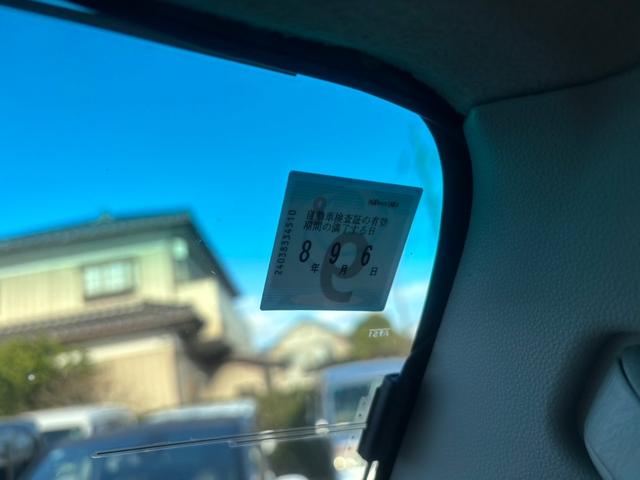 自動車検査証の有効
期間の満了する日
8年 9月 6日
24038334510